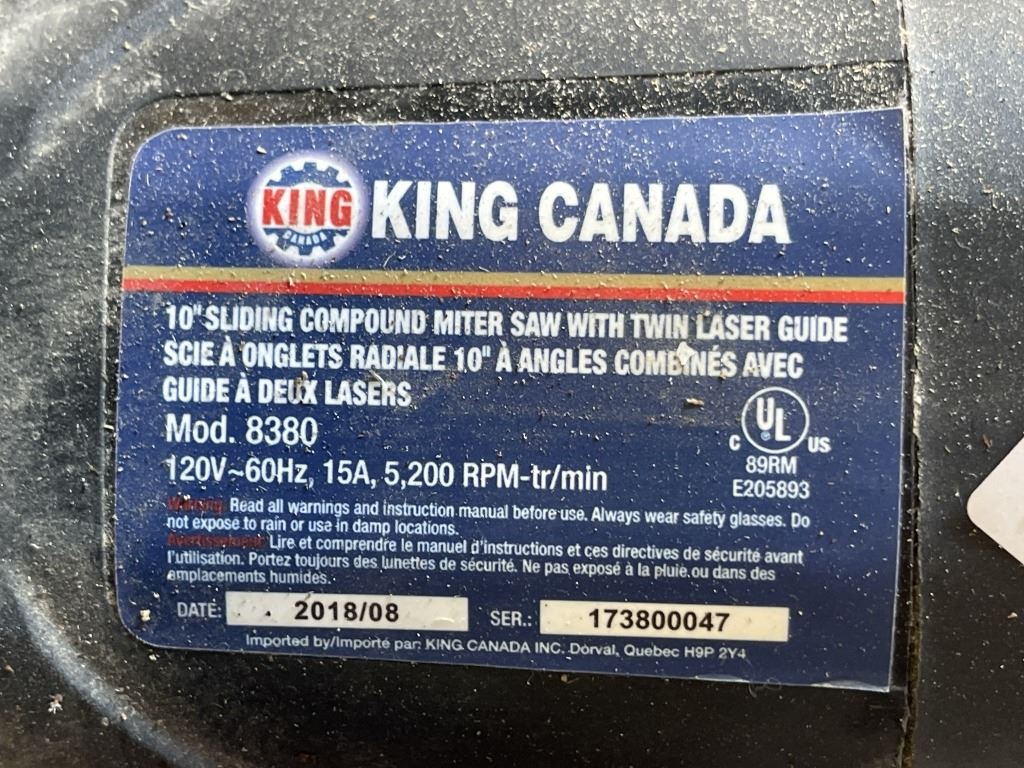 KING
CANADA
KING CANADA
10" SLIDING COMPOUND MITER SAW WITH TWIN LASER GUIDE
SCIE À ONGLETS RADIALE 10" À ANGLES COMBINÉS AVEC
GUIDE À DEUX LASERS
Mod. 8380
120V~60Hz, 15A, 5,200 RPM-tr/min
C UL US
89RM
E205893
Warning: Read all warnings and instruction manual before use. Always wear safety glasses. Do
not expose to rain or use in damp locations.
Avertissement: Lire et comprendre le manuel d'instructions et ces directives de sécurité avant
l'utilisation. Portez toujours des lunettes de sécurité. Ne pas exposé à la pluie ou dans des
emplacements humides.
DATE: 2018/08 SER.: 173800047
Imported by/Importé par: KING CANADA INC. Dorval, Quebec H9P 2Y4